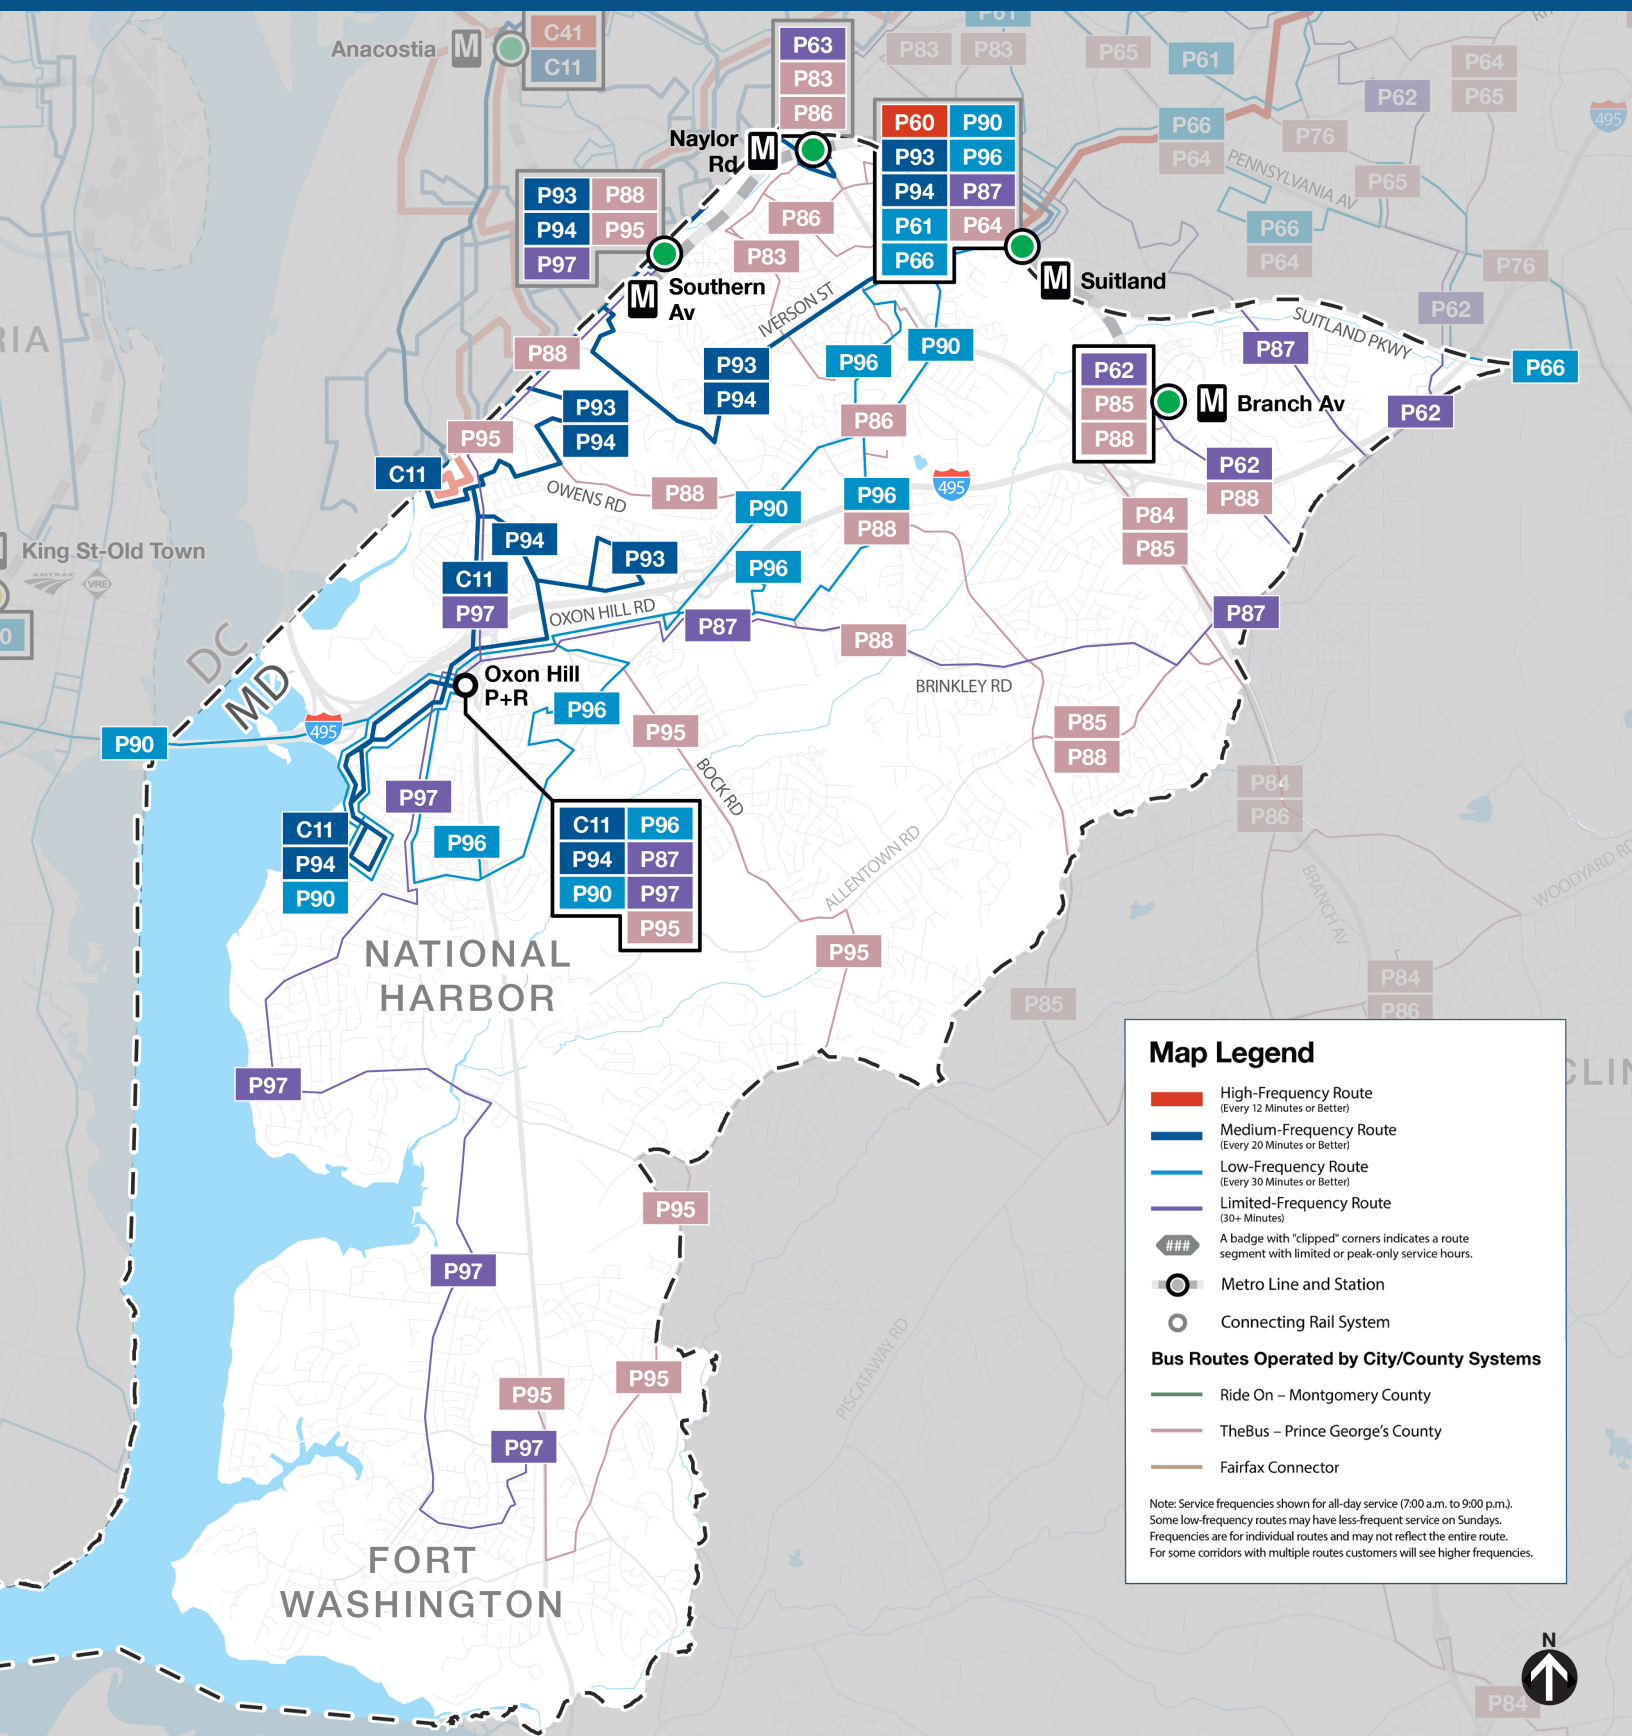 P61
C41
C11
Anacostia
M
P63
P83
P86
P83
P83
P65
P61
P64
P65
P62
495
P60
P90
P93
P96
P94
P87
P61
P64
P66
P66
P64
P76
PENNSYLVANIA AV
P65
Naylor
Rd
M
P93
P88
P94
P95
P97
P86
P83
M
Southern
Av
M
Suitland
P66
P64
P76
P62
IVERSON ST
SUITLAND PKWY
RIA
P88
P93
P94
P96
P90
P87
P66
P62
P85
P88
M
Branch Av
P62
P93
P94
P86
P95
C11
P62
P88
OWENS RD
P88
P90
P96
P88
495
P84
P85
King St-Old Town
AMTRAK
VRE
P94
P93
P96
C11
P97
OXON HILL RD
P87
P88
P87
0
DC
MD
Oxon Hill
P+R
BRINKLEY RD
P96
P95
P85
P88
P90
495
BOCK RD
P97
P84
P86
C11
P94
P90
P96
C11
P96
P94
P87
P90
P97
P95
ALLENTOWN RD
BRANCH AV
WOODYARD RD
NATIONAL
HARBOR
P95
P85
P84
P86
P97
CLIN
P95
P97
PISCATAWAY RD
P95
P95
P97
FORT
WASHINGTON
Map Legend
High-Frequency Route
(Every 12 Minutes or Better)
Medium-Frequency Route
(Every 20 Minutes or Better)
Low-Frequency Route
(Every 30 Minutes or Better)
Limited-Frequency Route
(30+ Minutes)
###
A badge with "clipped" corners indicates a route
segment with limited or peak-only service hours.
Metro Line and Station
Connecting Rail System
Bus Routes Operated by City/County Systems
Ride On – Montgomery County
TheBus – Prince George's County
Fairfax Connector
Note: Service frequencies shown for all-day service (7:00 a.m. to 9:00 p.m.).
Some low-frequency routes may have less-frequent service on Sundays.
Frequencies are for individual routes and may not reflect the entire route.
For some corridors with multiple routes customers will see higher frequencies.
N
P84